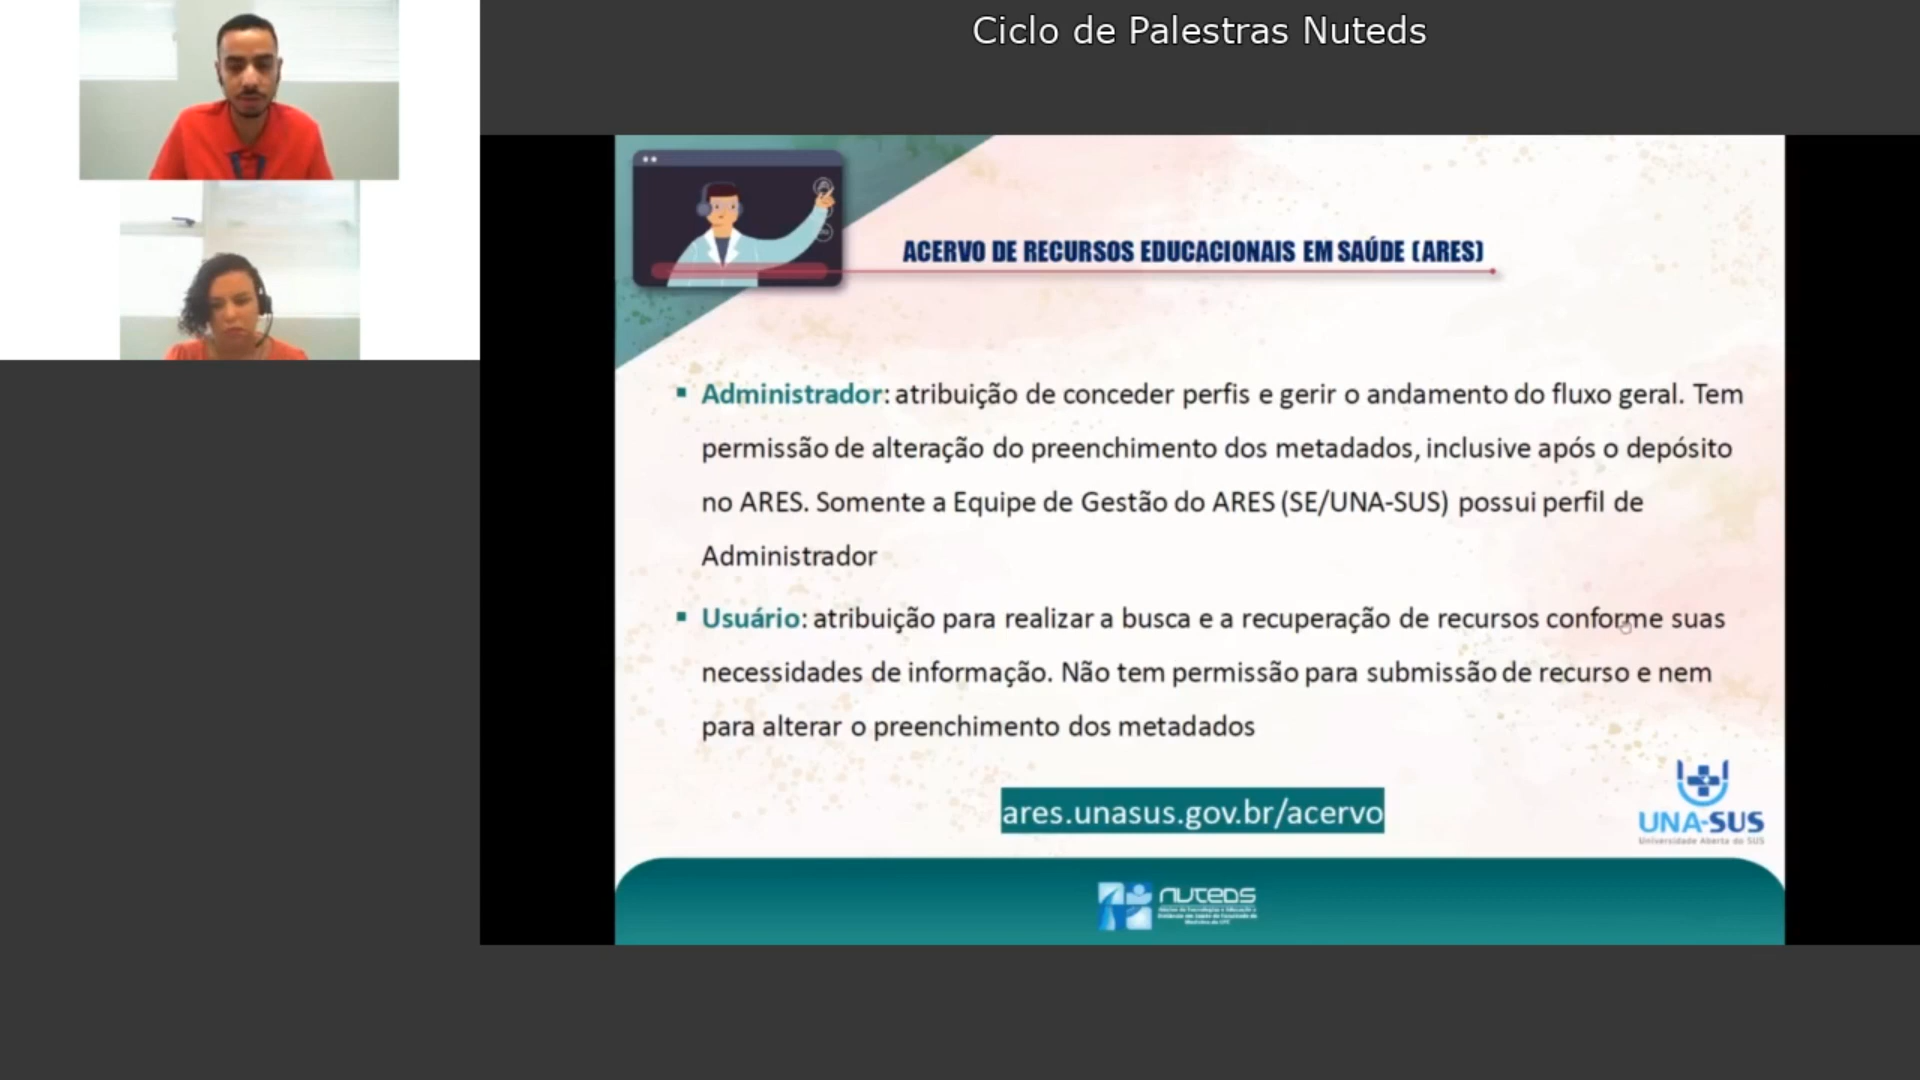 Ciclo de Palestras Nuteds
ACERVO DE RECURSOS EDUCACIONAIS EM SAÚDE (ARES)
▪ Administrador: atribuição de conceder perfis e gerir o andamento do fluxo geral. Tem
permissão de alteração do preenchimento dos metadados, inclusive após o depósito
no ARES. Somente a Equipe de Gestão do ARES (SE/UNA-SUS) possui perfil de
Administrador
▪ Usuário: atribuição para realizar a busca e a recuperação de recursos conforme suas
necessidades de informação. Não tem permissão para submissão de recurso e nem
para alterar o preenchimento dos metadados
ares.unasus.gov.br/acervo
UNA-SUS
Universidade Aberta do SUS
NUTEDS